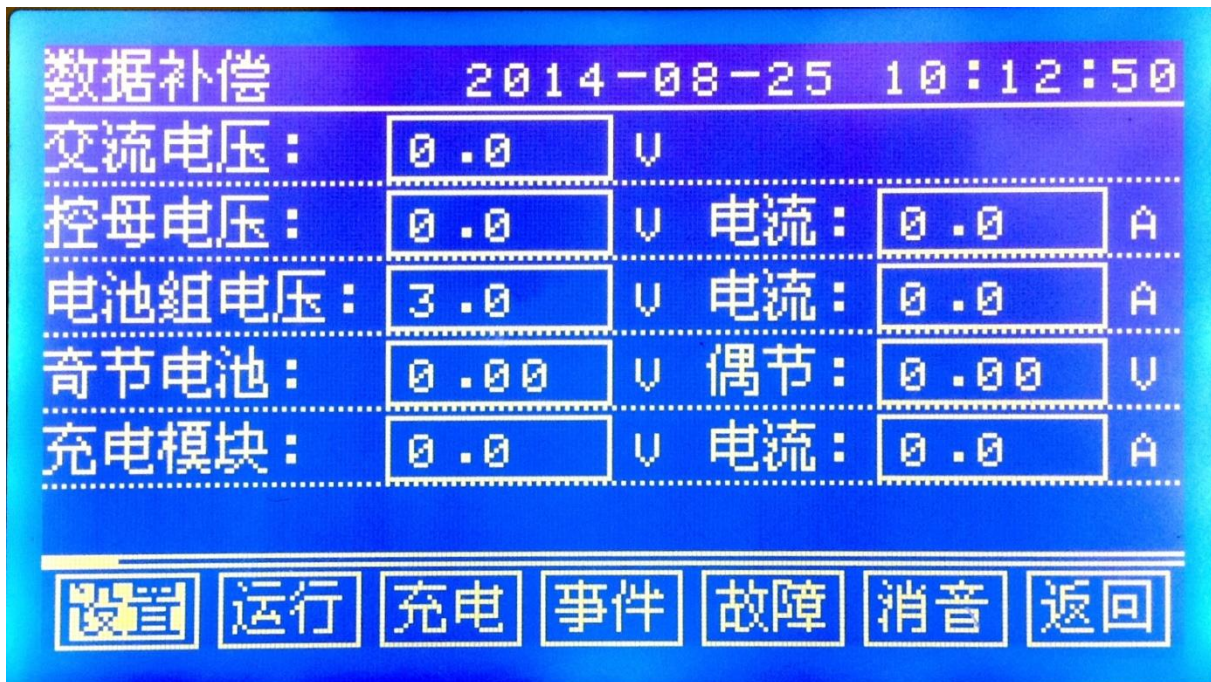 数据补偿 2014-08-25 10:12:50
交流电压: 0.0 V
控母电压: 0.0 V 电流: 0.0 A
电池组电压: 3.0 V 电流: 0.0 A
奇节电池: 0.00 V 偶节: 0.00 V
充电模块: 0.0 V 电流: 0.0 A
设置 运行 充电 事件 故障 消音 返回